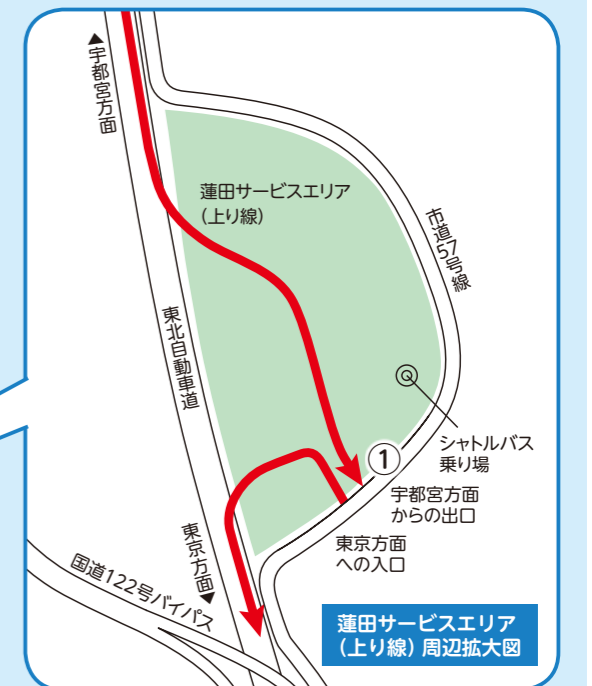 ▲宇都宮方面
蓮田サービスエリア
(上り線)
市道57号線
東北自動車道
シャトルバス
乗り場
①
宇都宮方面
からの出口
東京方面
への入口
東京方面▼
国道122号バイパス
蓮田サービスエリア
(上り線) 周辺拡大図